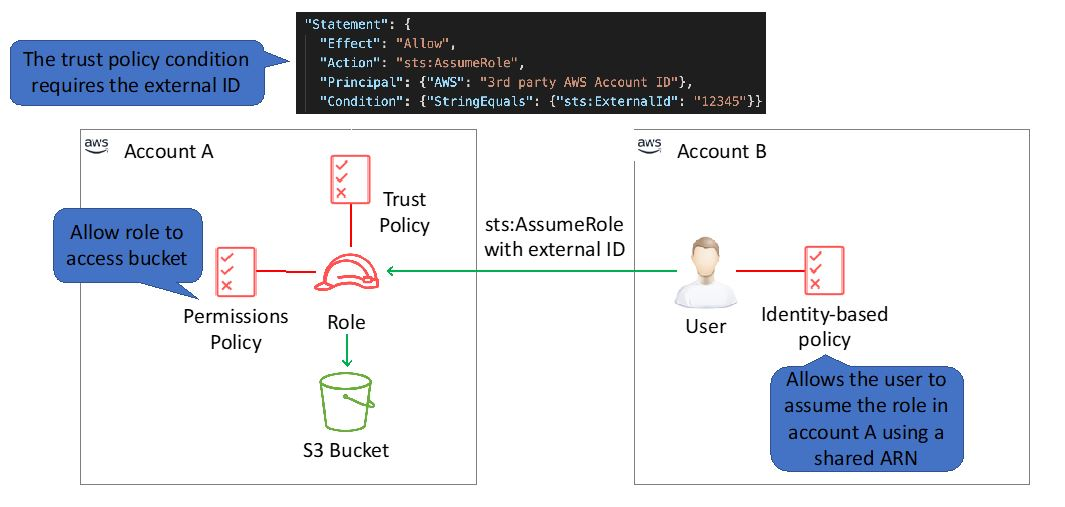 "Statement": {
"Effect": "Allow",
"Action": "sts:AssumeRole",
"Principal": {"AWS": "3rd party AWS Account ID"},
"Condition": {"StringEquals": {"sts:ExternalId": "12345"}}
The trust policy condition
requires the external ID
aws
Account A
Trust
Policy
Allow role to
access bucket
Permissions
Policy
Role
S3 Bucket
sts:AssumeRole
with external ID
aws
Account B
User
Identity-based
policy
Allows the user to
assume the role in
account A using a
shared ARN